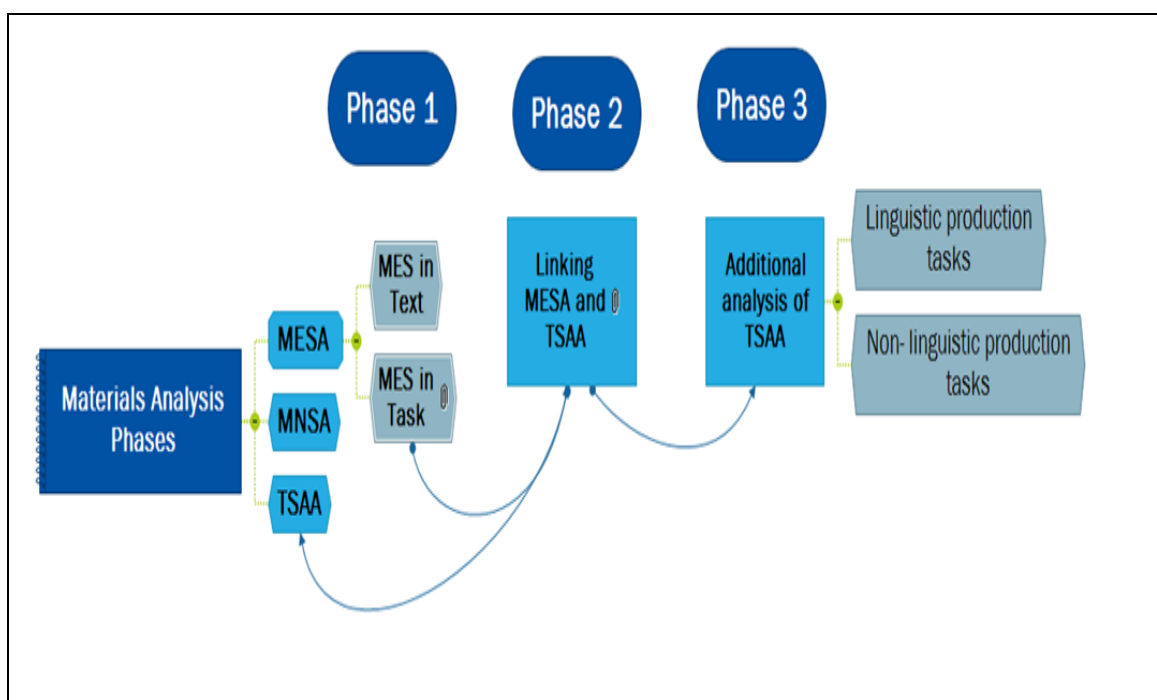 Phase 1
Phase 2
Phase 3
Materials Analysis
Phases
MESA
MNSA
TSAA
MES in
Text
MES in
Task
Linking
MESA and
TSAA
Additional
analysis of
TSAA
Linguistic production
tasks
Non- linguistic production
tasks